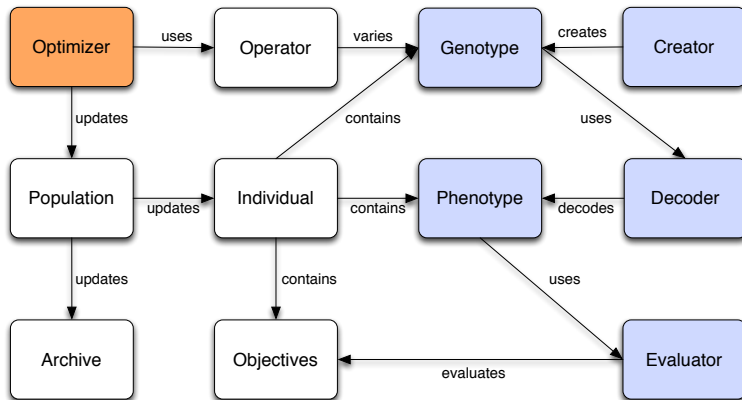 Optimizer
uses
Operator
varies
Genotype
creates
Creator
updates
contains
uses
Population
updates
Individual
contains
Phenotype
decodes
Decoder
updates
contains
uses
Archive
Objectives
evaluates
Evaluator